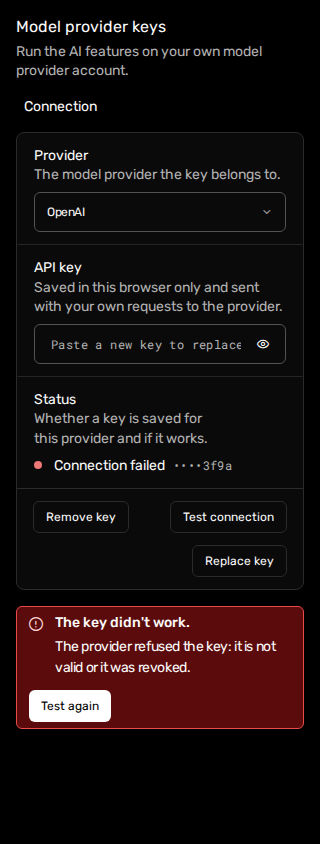 Model provider keys
Run the AI features on your own model
provider account.
Connection
Provider
The model provider the key belongs to.
OpenAI
API key
Saved in this browser only and sent
with your own requests to the provider.
Paste a new key to replace
Status
Whether a key is saved for
this provider and if it works.
Connection failed ····3f9a
Remove key
Test connection
Replace key
The key didn't work.
The provider refused the key: it is not
valid or it was revoked.
Test again